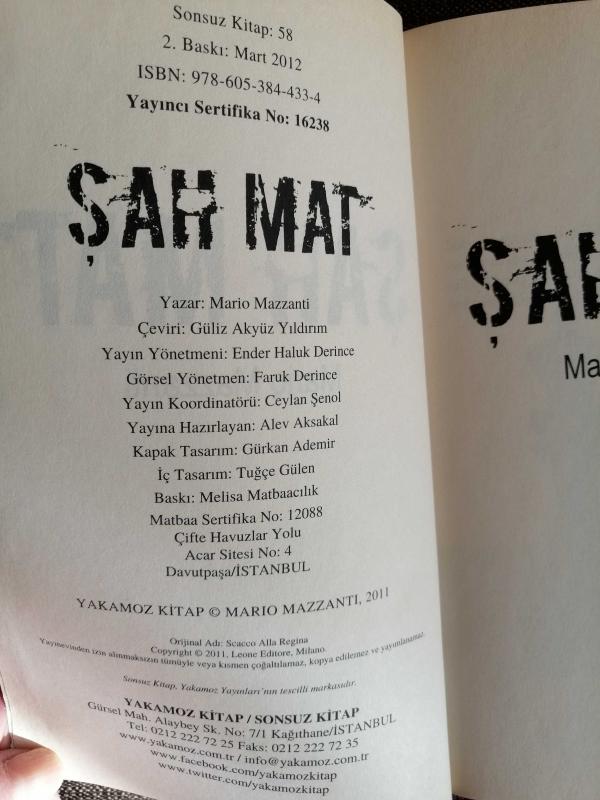 Sonsuz Kitap: 58
2. Baskı: Mart 2012
ISBN: 978-605-384-433-4
Yayıncı Sertifika No: 16238
ŞAH MAT
Yazar: Mario Mazzanti
Çeviri: Güliz Akyüz Yıldırım
Yayın Yönetmeni: Ender Haluk Derince
Görsel Yönetmen: Faruk Derince
Yayın Koordinatörü: Ceylan Şenol
Yayına Hazırlayan: Alev Aksakal
Kapak Tasarım: Gürkan Ademir
İç Tasarım: Tuğçe Gülen
Baskı: Melisa Matbaacılık
Matbaa Sertifika No: 12088
Çifte Havuzlar Yolu
Acar Sitesi No: 4
Davutpaşa/İSTANBUL
YAKAMOZ KİTAP © MARIO MAZZANTI, 2011
Orijinal Adı: Scacco Alla Regina
Copyright © 2011, Leone Editore, Milano.
Yayınevinden izin alınmaksızın tümüyle veya kısmen çoğaltılamaz, kopya edilemez ve yayınlanamaz.
Sonsuz Kitap, Yakamoz Yayınları'nın tescilli markasıdır.
YAKAMOZ KİTAP / SONSUZ KİTAP
Gürsel Mah. Alaybey Sk. No: 7/1 Kağıthane/İSTANBUL
Tel: 0212 222 72 25 Faks: 0212 222 72 35
www.yakamoz.com.tr / info@yakamoz.com.tr
www.facebook.com/yakamozkitap
www.twitter.com/yakamozkitap
ŞA
Ma